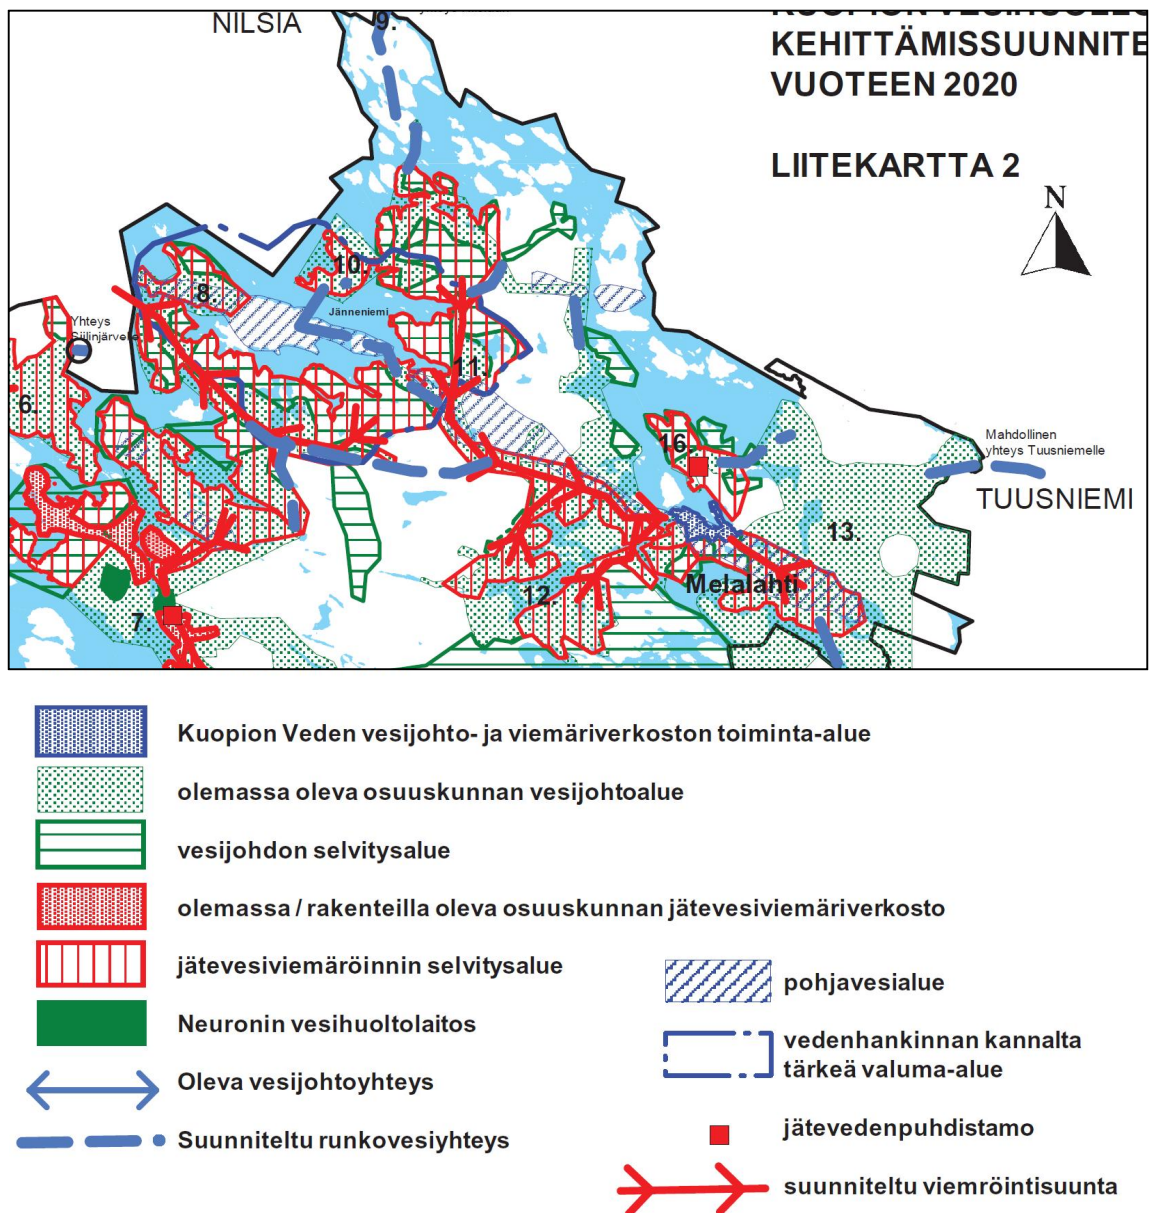 NILSIÄ
9.
KEHITTÄMISSUUNNITE
VUOTEEN 2020
LIITEKARTTA 2
N
10.
8.
Jänneniemi
Yhteys
Siilinjärvelle
11.
6.
16.
Mahdollinen
yhteys Tuusniemelle
TUUSNIEMI
13.
Melalahti
12.
7.
Kuopion Veden vesijohto- ja viemäriverkoston toiminta-alue
olemassa oleva osuuskunnan vesijohtoalue
vesijohdon selvitysalue
olemassa / rakenteilla oleva osuuskunnan jätevesiviemäriverkosto
jätevesiviemäröinnin selvitysalue
Neuronin vesihuoltolaitos
Oleva vesijohtoyhteys
Suunniteltu runkovesiyhteys
pohjavesialue
vedenhankinnan kannalta
tärkeä valuma-alue
jätevedenpuhdistamo
suunniteltu viemröintisuunta